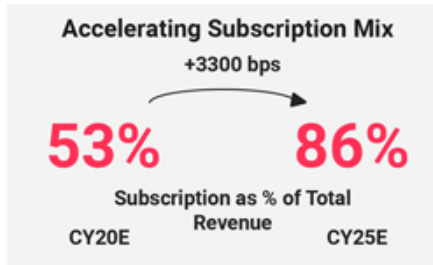 Accelerating Subscription Mix
+3300 bps
53% 86%
Subscription as % of Total
Revenue
CY20E CY25E